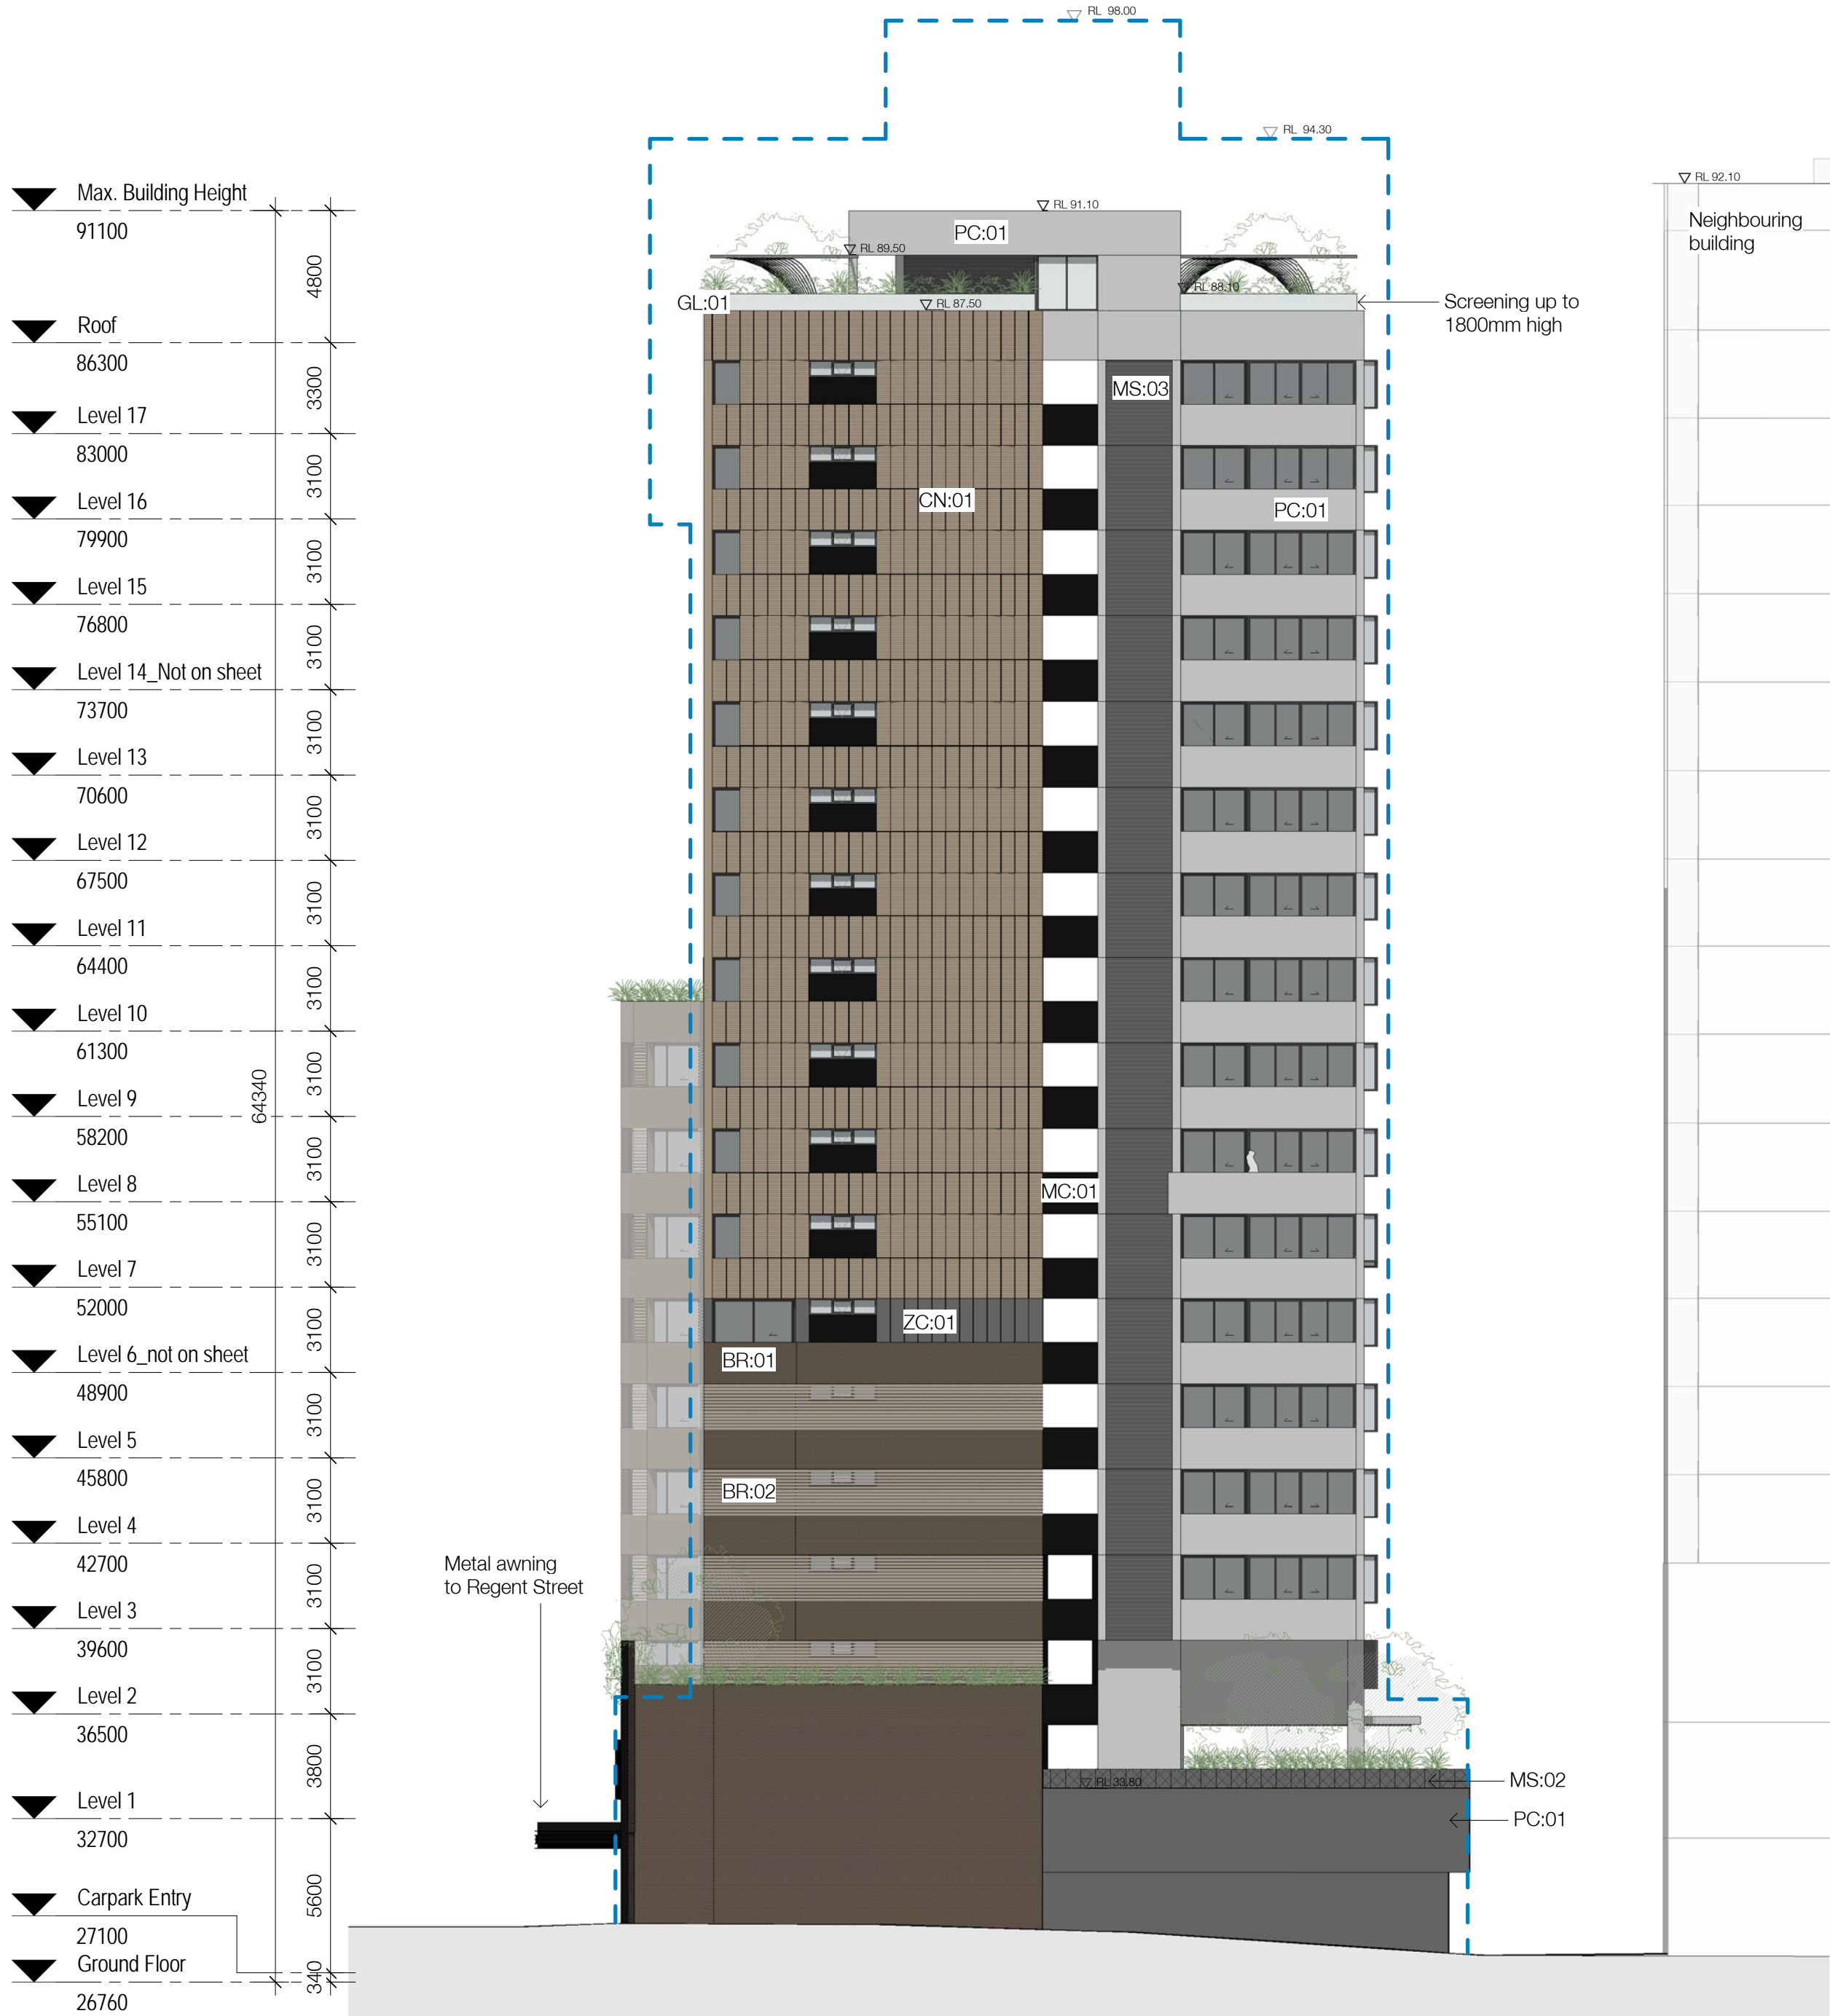 RL 98.00
RL 94.30
Max. Building Height
91100
4800
Roof
86300
3300
Level 17
83000
3100
Level 16
79900
3100
Level 15
76800
3100
Level 14_Not on sheet
73700
3100
Level 13
70600
3100
Level 12
67500
3100
Level 11
64400
3100
Level 10
61300
3100
64340
Level 9
58200
3100
Level 8
55100
3100
Level 7
52000
3100
Level 6_not on sheet
48900
3100
Level 5
45800
3100
Level 4
42700
3100
Level 3
39600
3100
Level 2
36500
3800
Level 1
32700
5600
Carpark Entry
27100
340
Ground Floor
26760
RL 91.10
PC:01
RL 89.50
RL 88.10
GL:01
RL 87.50
Screening up to
1800mm high
RL 92.10
Neighbouring
building
MS:03
CN:01
PC:01
MC:01
ZC:01
BR:01
BR:02
Metal awning
to Regent Street
RL 33.80
MS:02
PC:01